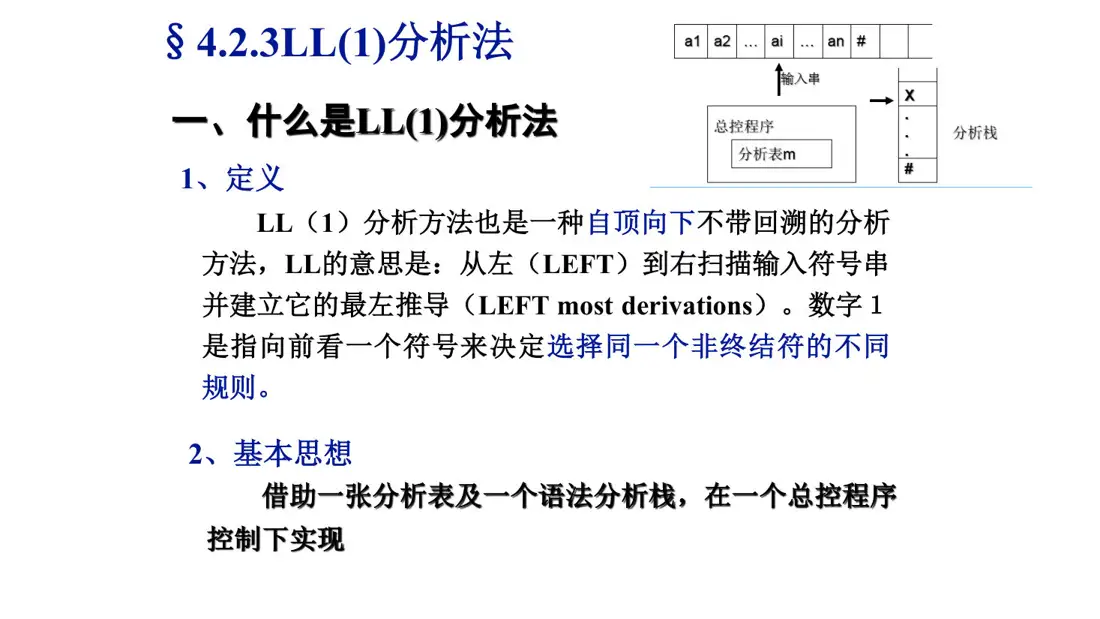 §4.2.3LL(1)分析法
a1 a2 … ai … an #
输入串
X
总控程序
.
分析表m
.
分析栈
.
#
一、什么是LL(1)分析法
1、定义
LL（1）分析方法也是一种自顶向下不带回溯的分析
方法，LL的意思是：从左（LEFT）到右扫描输入符号串
并建立它的最左推导（LEFT most derivations）。数字１
是指向前看一个符号来决定选择同一个非终结符的不同
规则。
2、基本思想
借助一张分析表及一个语法分析栈，在一个总控程序
控制下实现